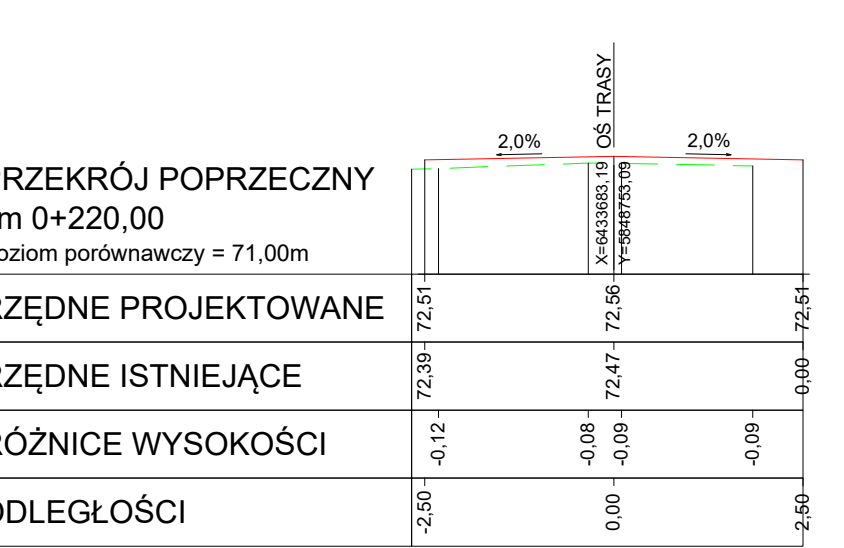 OŚ TRASY
2,0% 2,0%
RZEKRÓJ POPRZECZNY
m 0+220,00
oziom porównawczy = 71,00m
X=6433683,19
Y=5848753,09
RZĘDNE PROJEKTOWANE 72,51 72,56 72,51
RZĘDNE ISTNIEJĄCE 72,39 72,47 0,00
RÓŻNICE WYSOKOŚCI -0,12 -0,08 -0,09 -0,09
ODLEGŁOŚCI -2,50 0,00 2,50